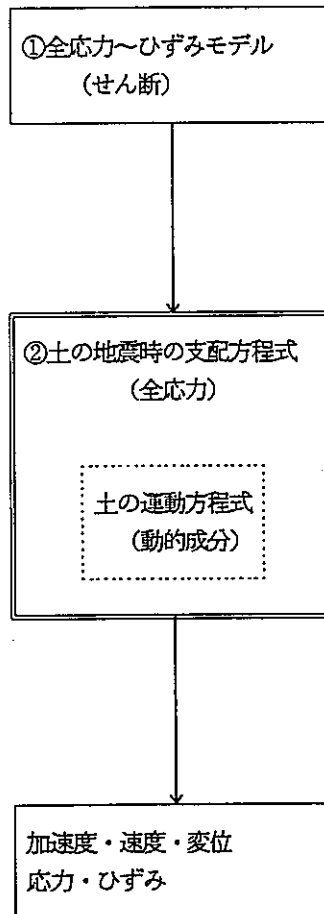 ①全応力～ひずみモデル
(せん断)
②土の地震時の支配方程式
(全応力)
土の運動方程式
(動的成分)
加速度・速度・変位
応力・ひずみ